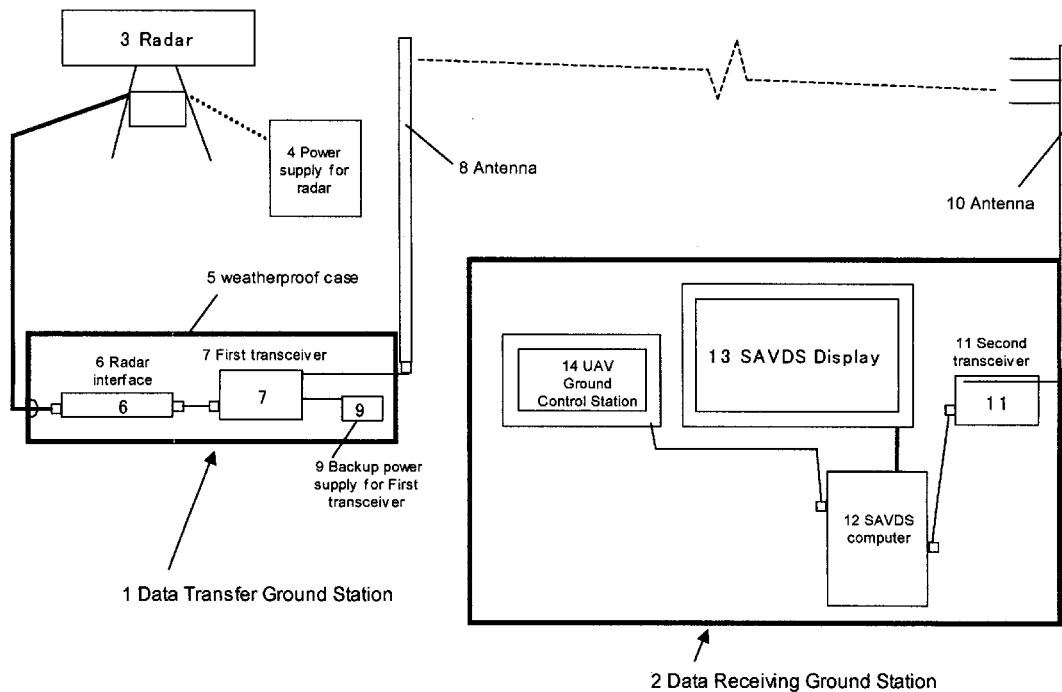 3 Radar
4 Power
supply for
radar
8 Antenna
10 Antenna
5 weatherproof case
6 Radar
interface
7 First transceiver
6
7
9
9 Backup power
supply for First
transceiver
1 Data Transfer Ground Station
13 SAVDS Display
14 UAV
Ground
Control Station
11 Second
transceiver
11
12 SAVDS
computer
2 Data Receiving Ground Station